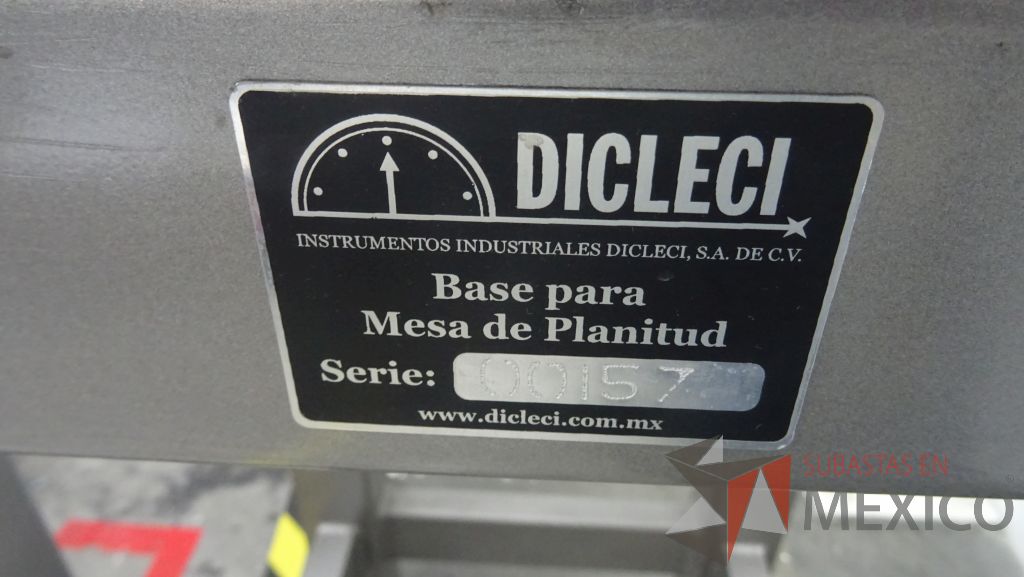 DICLECI
INSTRUMENTOS INDUSTRIALES DICLECI, S.A. DE C.V.
Base para
Mesa de Planitud
Serie: 00157
www.dicleci.com.mx
SUBASTAS EN
MEXICO